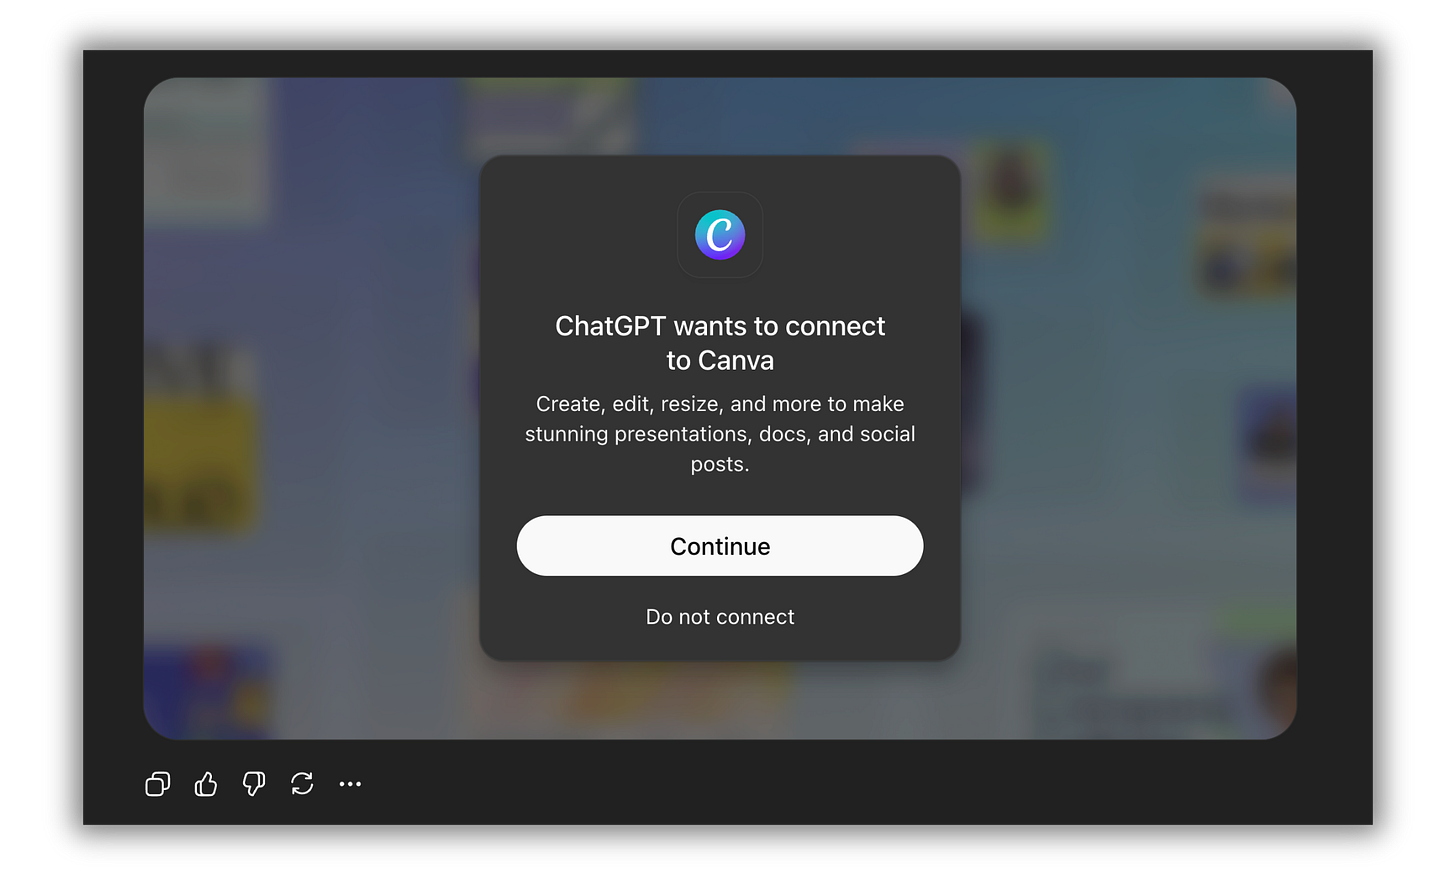 C
ChatGPT wants to connect
to Canva
Create, edit, resize, and more to make
stunning presentations, docs, and social
posts.
Continue
Do not connect